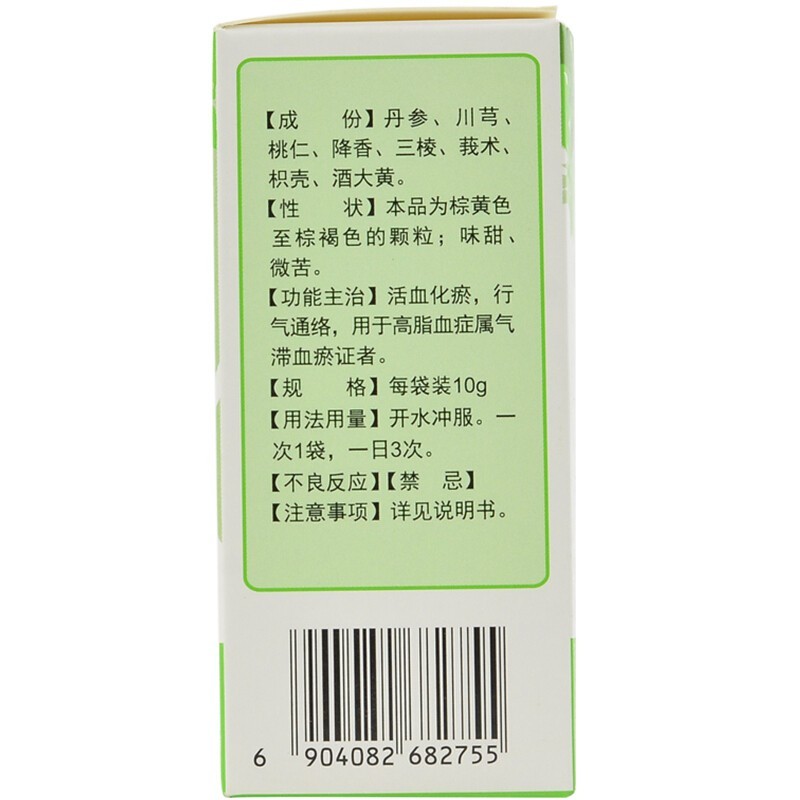 【成 份】丹参、川芎、
桃仁、降香、三棱、莪术、
枳壳、酒大黄。
【性 状】本品为棕黄色
至棕褐色的颗粒；味甜、
微苦。
【功能主治】活血化瘀，行
气通络，用于高脂血症属气
滞血瘀证者。
【规 格】每袋装10g
【用法用量】开水冲服。一
次1袋，一日3次。
【不良反应】【禁 忌】
【注意事项】详见说明书。
6 904082 682755